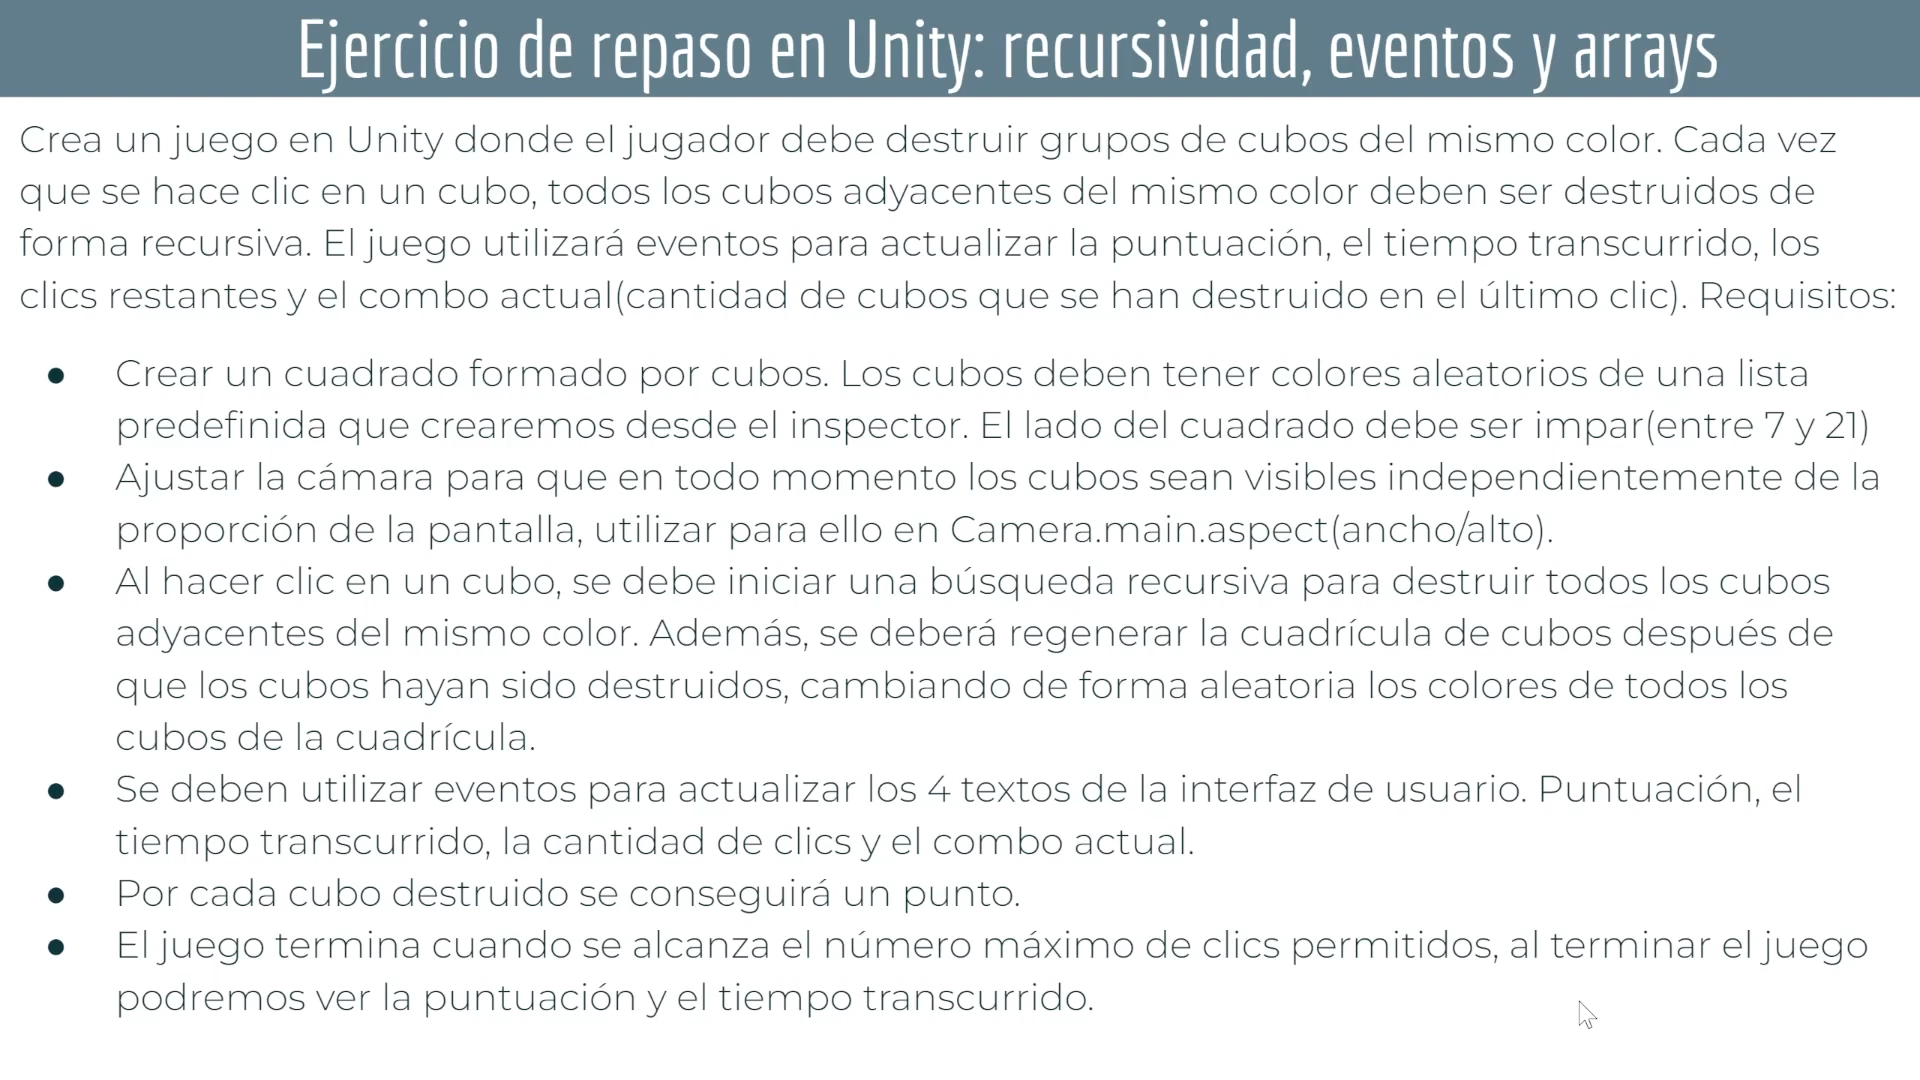 Ejercicio de repaso en Unity: recursividad, eventos y arrays
Crea un juego en Unity donde el jugador debe destruir grupos de cubos del mismo color. Cada vez
que se hace clic en un cubo, todos los cubos adyacentes del mismo color deben ser destruidos de
forma recursiva. El juego utilizará eventos para actualizar la puntuación, el tiempo transcurrido, los
clics restantes y el combo actual(cantidad de cubos que se han destruido en el último clic). Requisitos:
● Crear un cuadrado formado por cubos. Los cubos deben tener colores aleatorios de una lista
predefinida que crearemos desde el inspector. El lado del cuadrado debe ser impar(entre 7 y 21)
● Ajustar la cámara para que en todo momento los cubos sean visibles independientemente de la
proporción de la pantalla, utilizar para ello en Camera.main.aspect(ancho/alto).
● Al hacer clic en un cubo, se debe iniciar una búsqueda recursiva para destruir todos los cubos
adyacentes del mismo color. Además, se deberá regenerar la cuadrícula de cubos después de
que los cubos hayan sido destruidos, cambiando de forma aleatoria los colores de todos los
cubos de la cuadrícula.
● Se deben utilizar eventos para actualizar los 4 textos de la interfaz de usuario. Puntuación, el
tiempo transcurrido, la cantidad de clics y el combo actual.
● Por cada cubo destruido se conseguirá un punto.
● El juego termina cuando se alcanza el número máximo de clics permitidos, al terminar el juego
podremos ver la puntuación y el tiempo transcurrido.